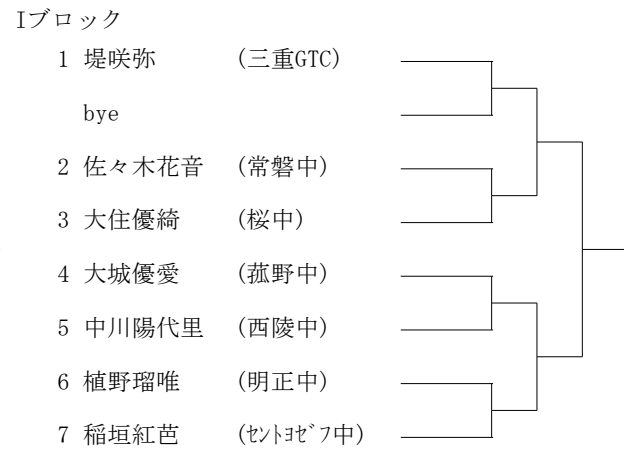 Iブロック
1 堤咲弥 (三重GTC)
bye
2 佐々木花音 (常磐中)
3 大住優綺 (桜中)
4 大城優愛 (菰野中)
5 中川陽代里 (西陵中)
6 植野瑠唯 (明正中)
7 稲垣紅芭 (ｾﾝﾄﾖｾﾞﾌ中)